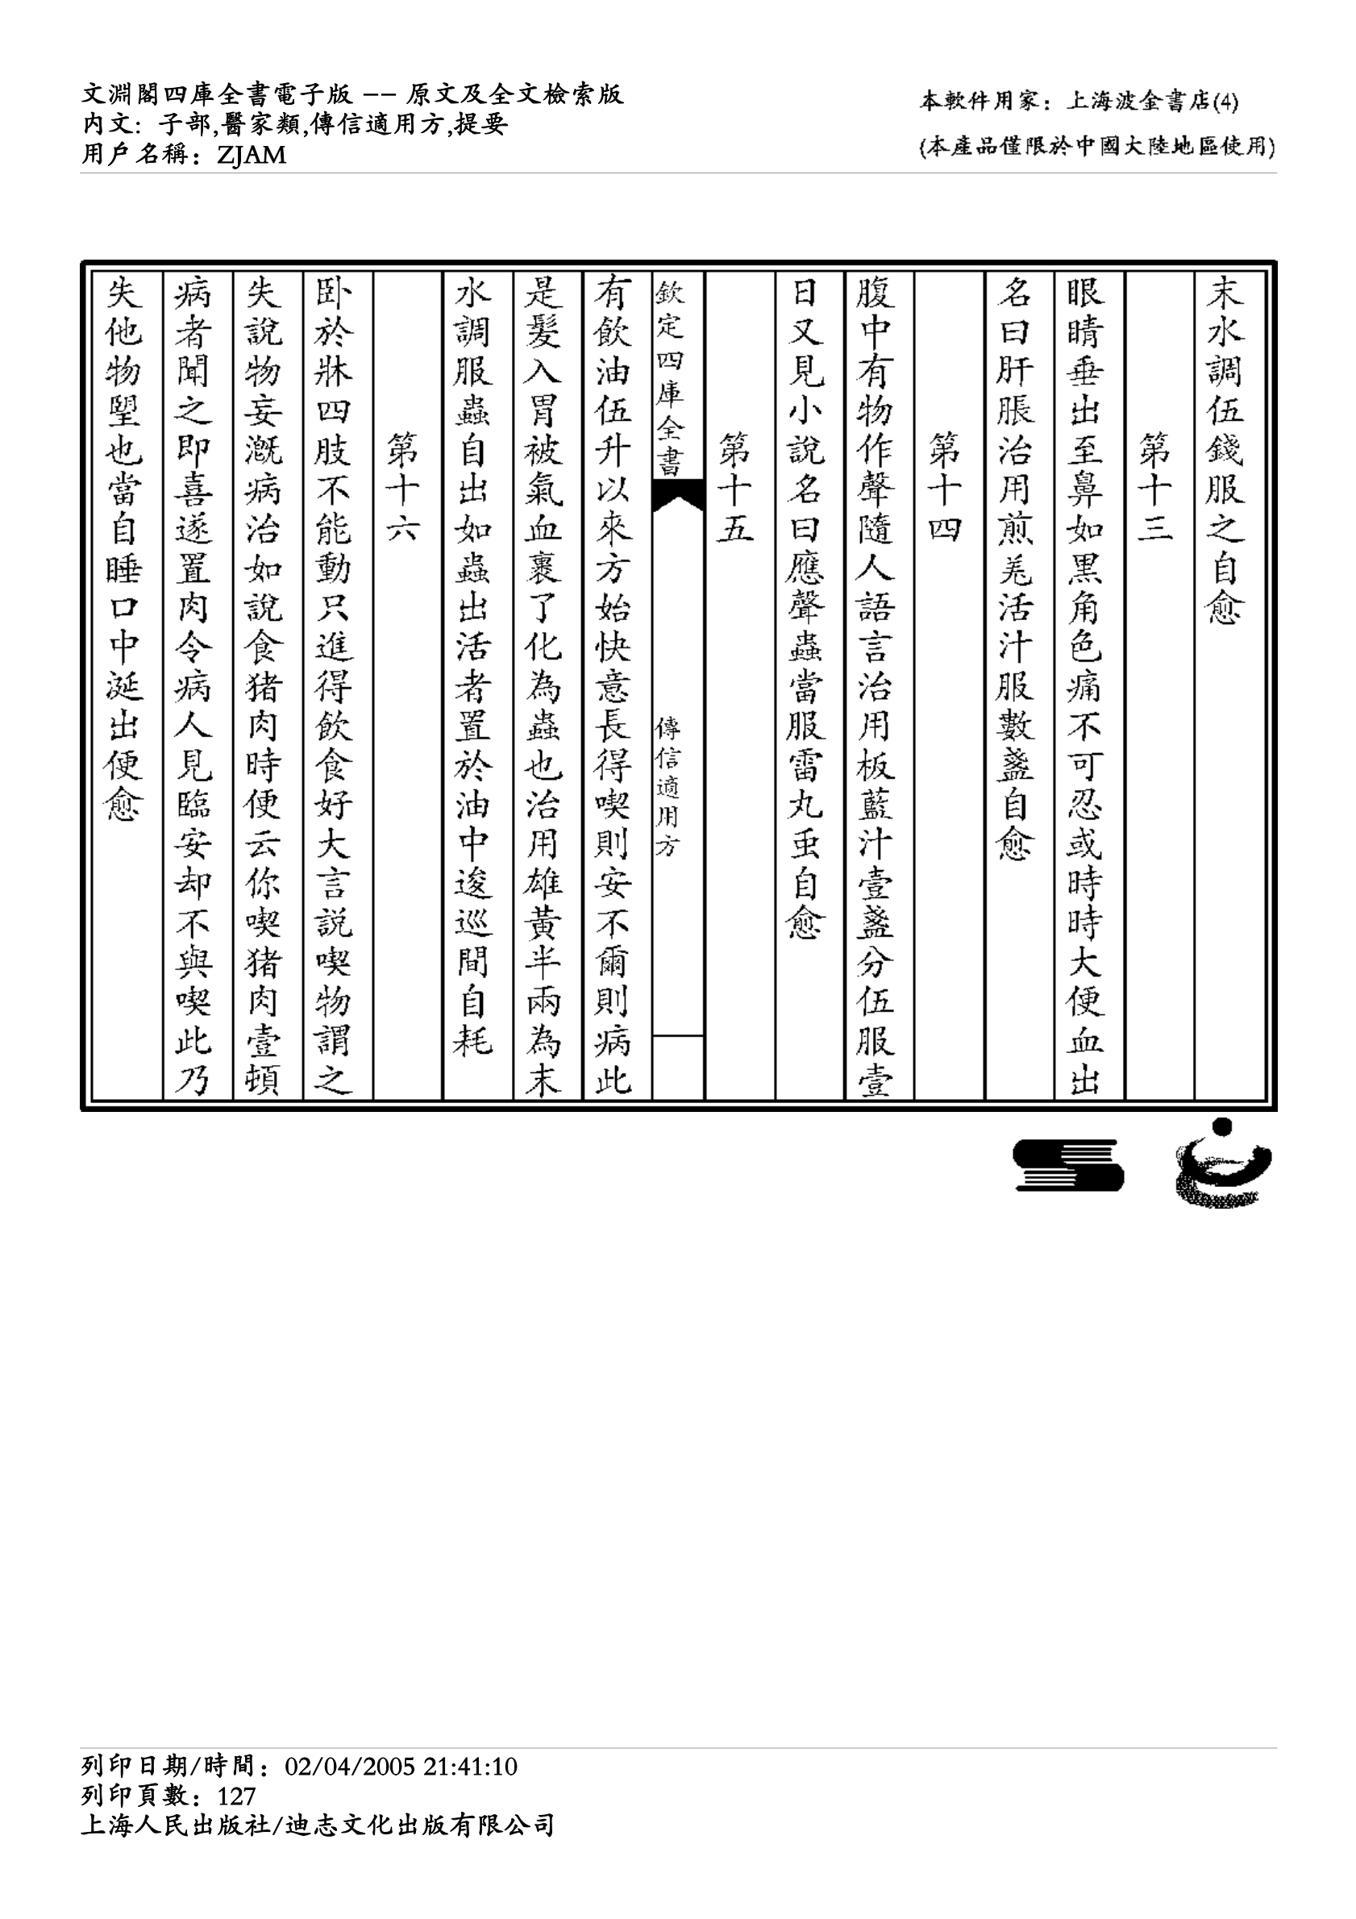 文淵閣四庫全書電子版 —— 原文及全文檢索版
內文: 子部,醫家類,傳信適用方,提要
用戶名稱：ZJAM
本軟件用家：上海波金書店(4)
(本產品僅限於中國大陸地區使用)
末水調伍錢服之自愈
第十三
眼睛垂出至鼻如黑角色痛不可忍或時時大便血出
名曰肝脹治用煎羌活汁服數盞自愈
第十四
腹中有物作聲隨人語言治用板藍汁壹盞分伍服壹
日又見小說名曰應聲蟲當服雷丸䖝自愈
第十五
欽定四庫全書
傳信適用方
有飲油伍升以來方始快意長得喫則安不爾則病此
是髮入胃被氣血裹了化為蟲也治用雄黃半兩為末
水調服蟲自出如蟲出活者置於油中逡巡間自耗
第十六
卧於牀四肢不能動只進得飲食好大言說喫物謂之
失說物妄漑病治如說食猪肉時便云你喫猪肉壹頓
病者聞之即喜遂置肉令病人見臨安却不與喫此乃
失他物朢也當自睡口中涎出便愈
列印日期/時間：02/04/2005 21:41:10
列印頁數：127
上海人民出版社/迪志文化出版有限公司